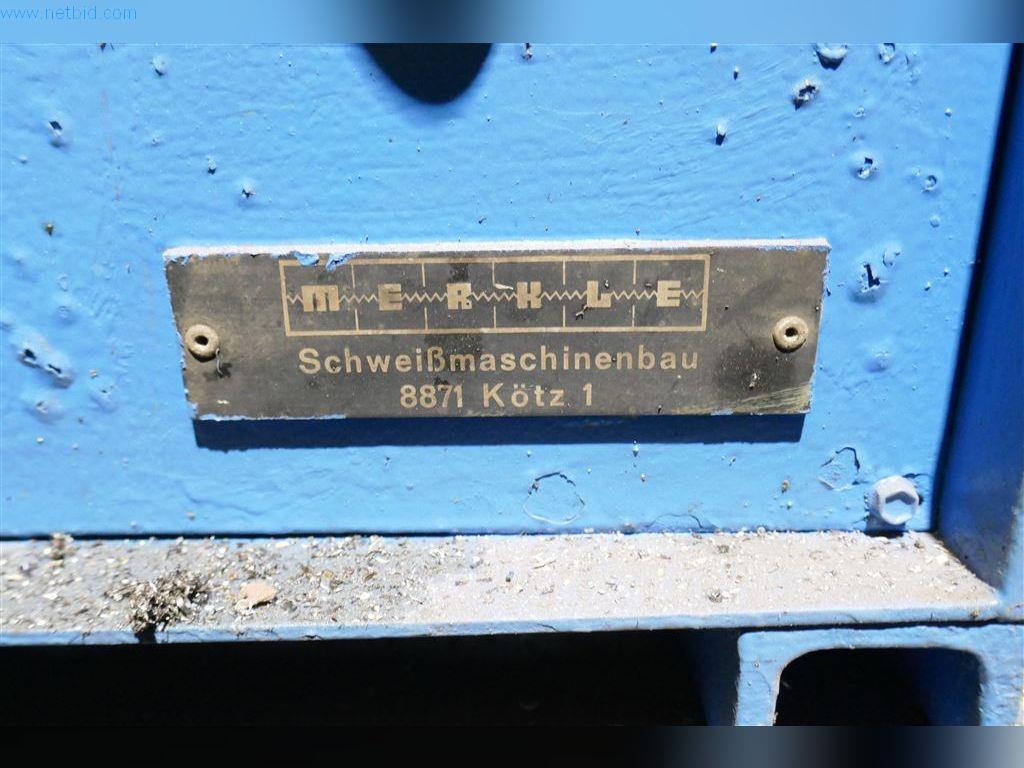 www.netbid.com
MERKLE
Schweißmaschinenbau
8871 Kötz 1